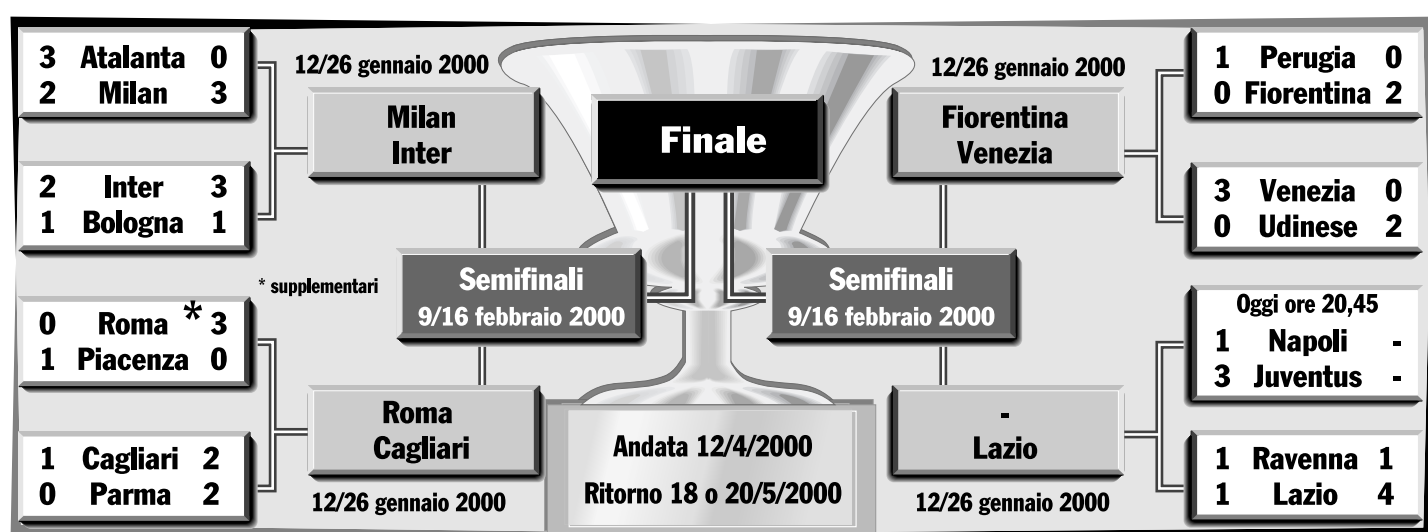 3 Atalanta 0
2 Milan 3
2 Inter 3
1 Bologna 1
0 Roma * 3
1 Piacenza 0
1 Cagliari 2
0 Parma 2
12/26 gennaio 2000
Milan
Inter
* supplementari
Semifinali
9/16 febbraio 2000
Roma
Cagliari
12/26 gennaio 2000
Finale
Andata 12/4/2000
Ritorno 18 o 20/5/2000
12/26 gennaio 2000
Fiorentina
Venezia
Semifinali
9/16 febbraio 2000
-
Lazio
12/26 gennaio 2000
1 Perugia 0
0 Fiorentina 2
3 Venezia 0
0 Udinese 2
Oggi ore 20,45
1 Napoli -
3 Juventus -
1 Ravenna 1
1 Lazio 4